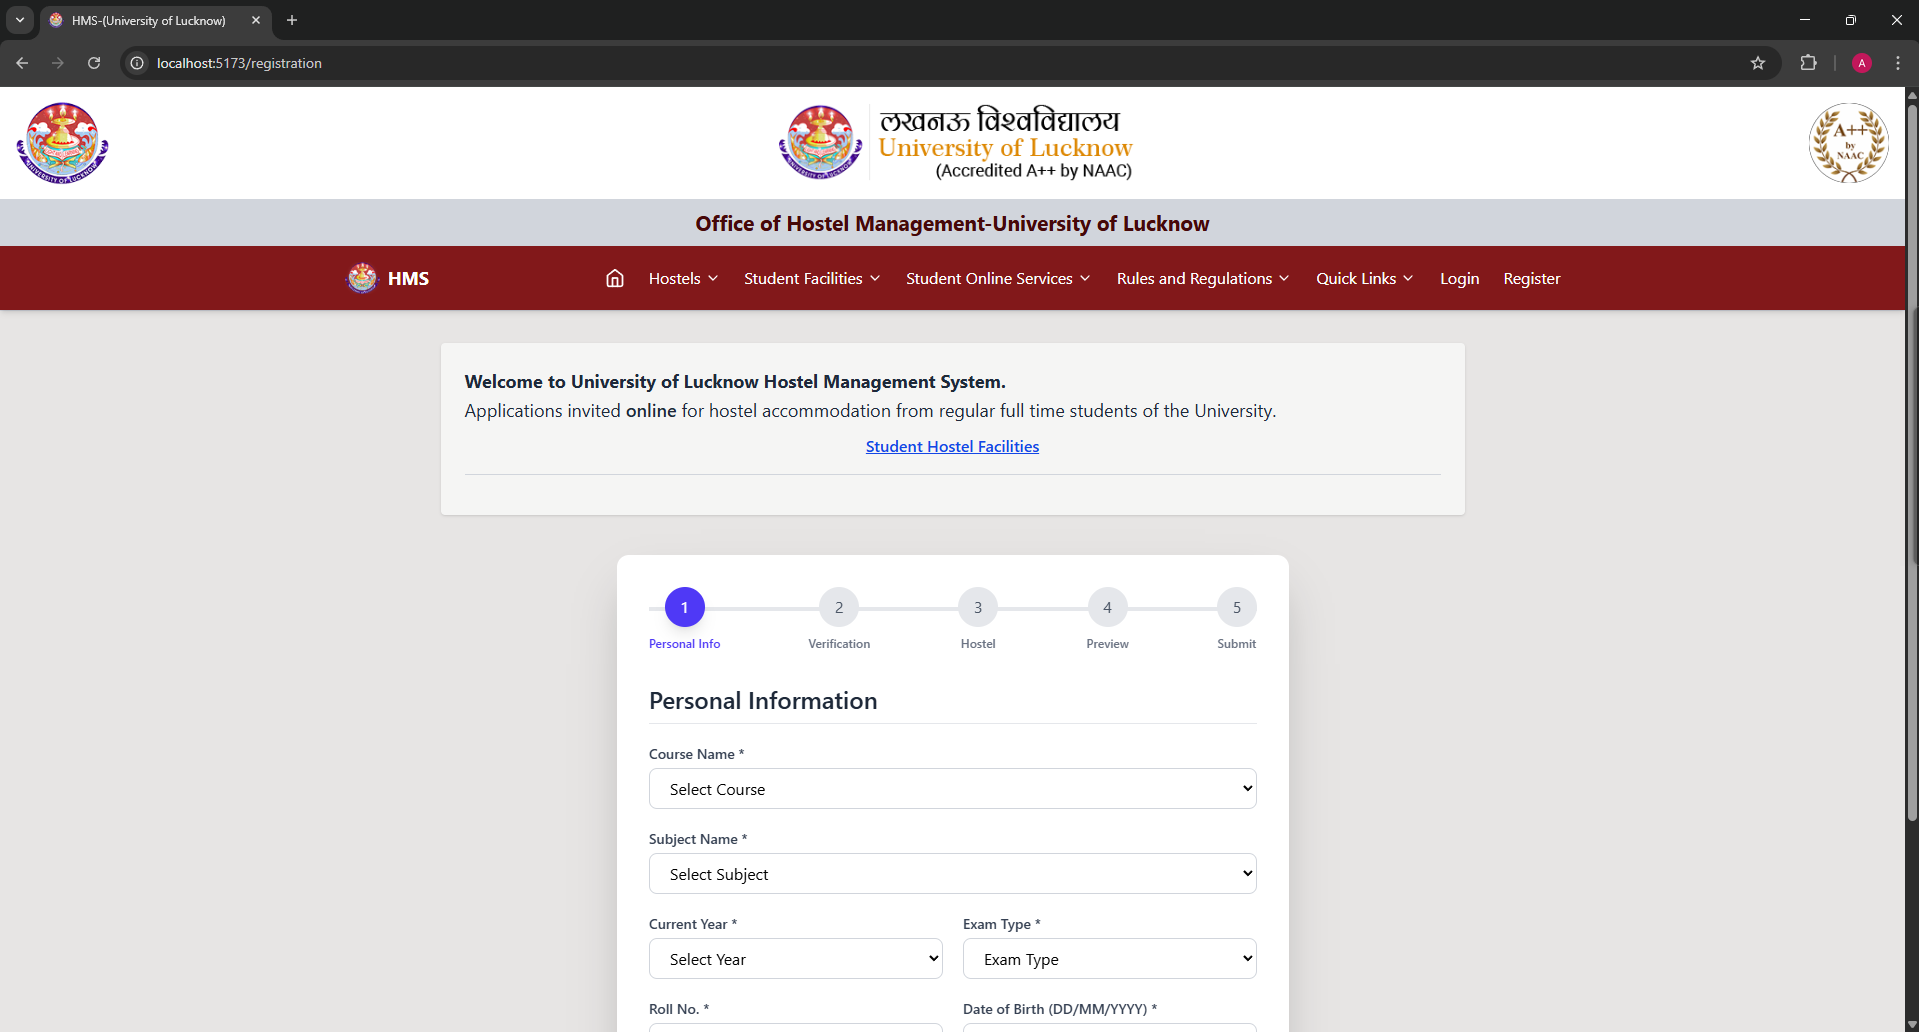 HMS-(University of Lucknow)
localhost:5173/registration
A
UNIVERSITY OF LUCKNOW
लखनऊ विश्वविद्यालय
University of Lucknow
(Accredited A++ by NAAC)
A++
by
NAAC
Office of Hostel Management-University of Lucknow
HMS
Hostels
Student Facilities
Student Online Services
Rules and Regulations
Quick Links
Login
Register
Welcome to University of Lucknow Hostel Management System.
Applications invited online for hostel accommodation from regular full time students of the University.
Student Hostel Facilities
1
2
3
4
5
Personal Info
Verification
Hostel
Preview
Submit
Personal Information
Course Name *
Select Course
Subject Name *
Select Subject
Current Year *
Exam Type *
Select Year
Exam Type
Roll No. *
Date of Birth (DD/MM/YYYY) *